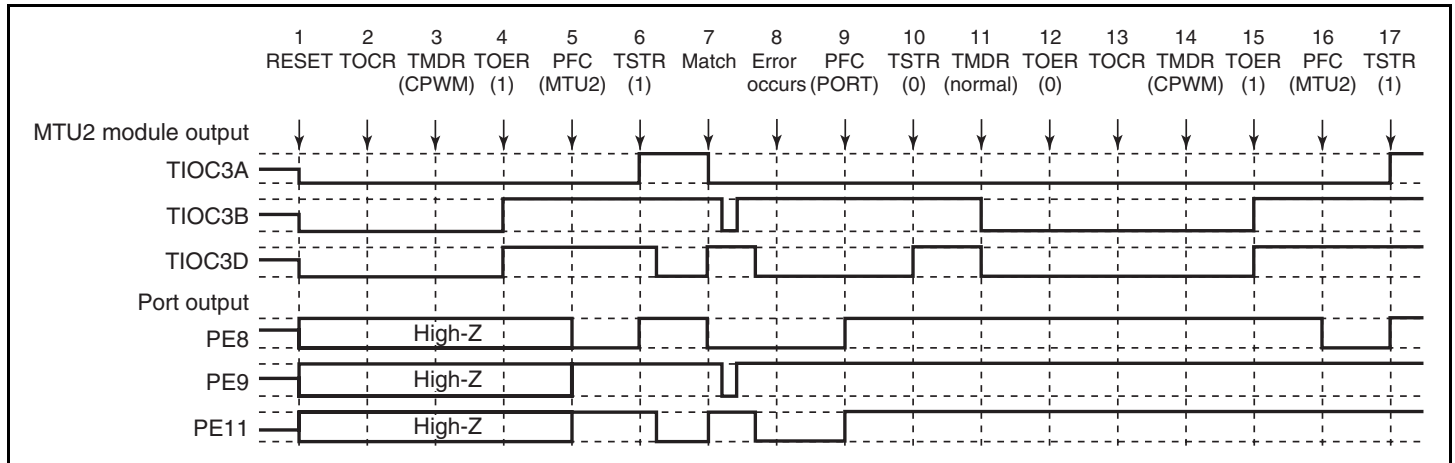 1 2 3 4 5 6 7 8 9 10 11 12 13 14 15 16 17
RESET TOCR TMDR TOER PFC TSTR Match Error PFC TSTR TMDR TOER TOCR TMDR TOER PFC TSTR
(CPWM) (1) (MTU2) (1) occurs (PORT) (0) (normal) (0) (CPWM) (1) (MTU2) (1)
MTU2 module output
TIOC3A
TIOC3B
TIOC3D
Port output
PE8 High-Z
PE9 High-Z
PE11 High-Z